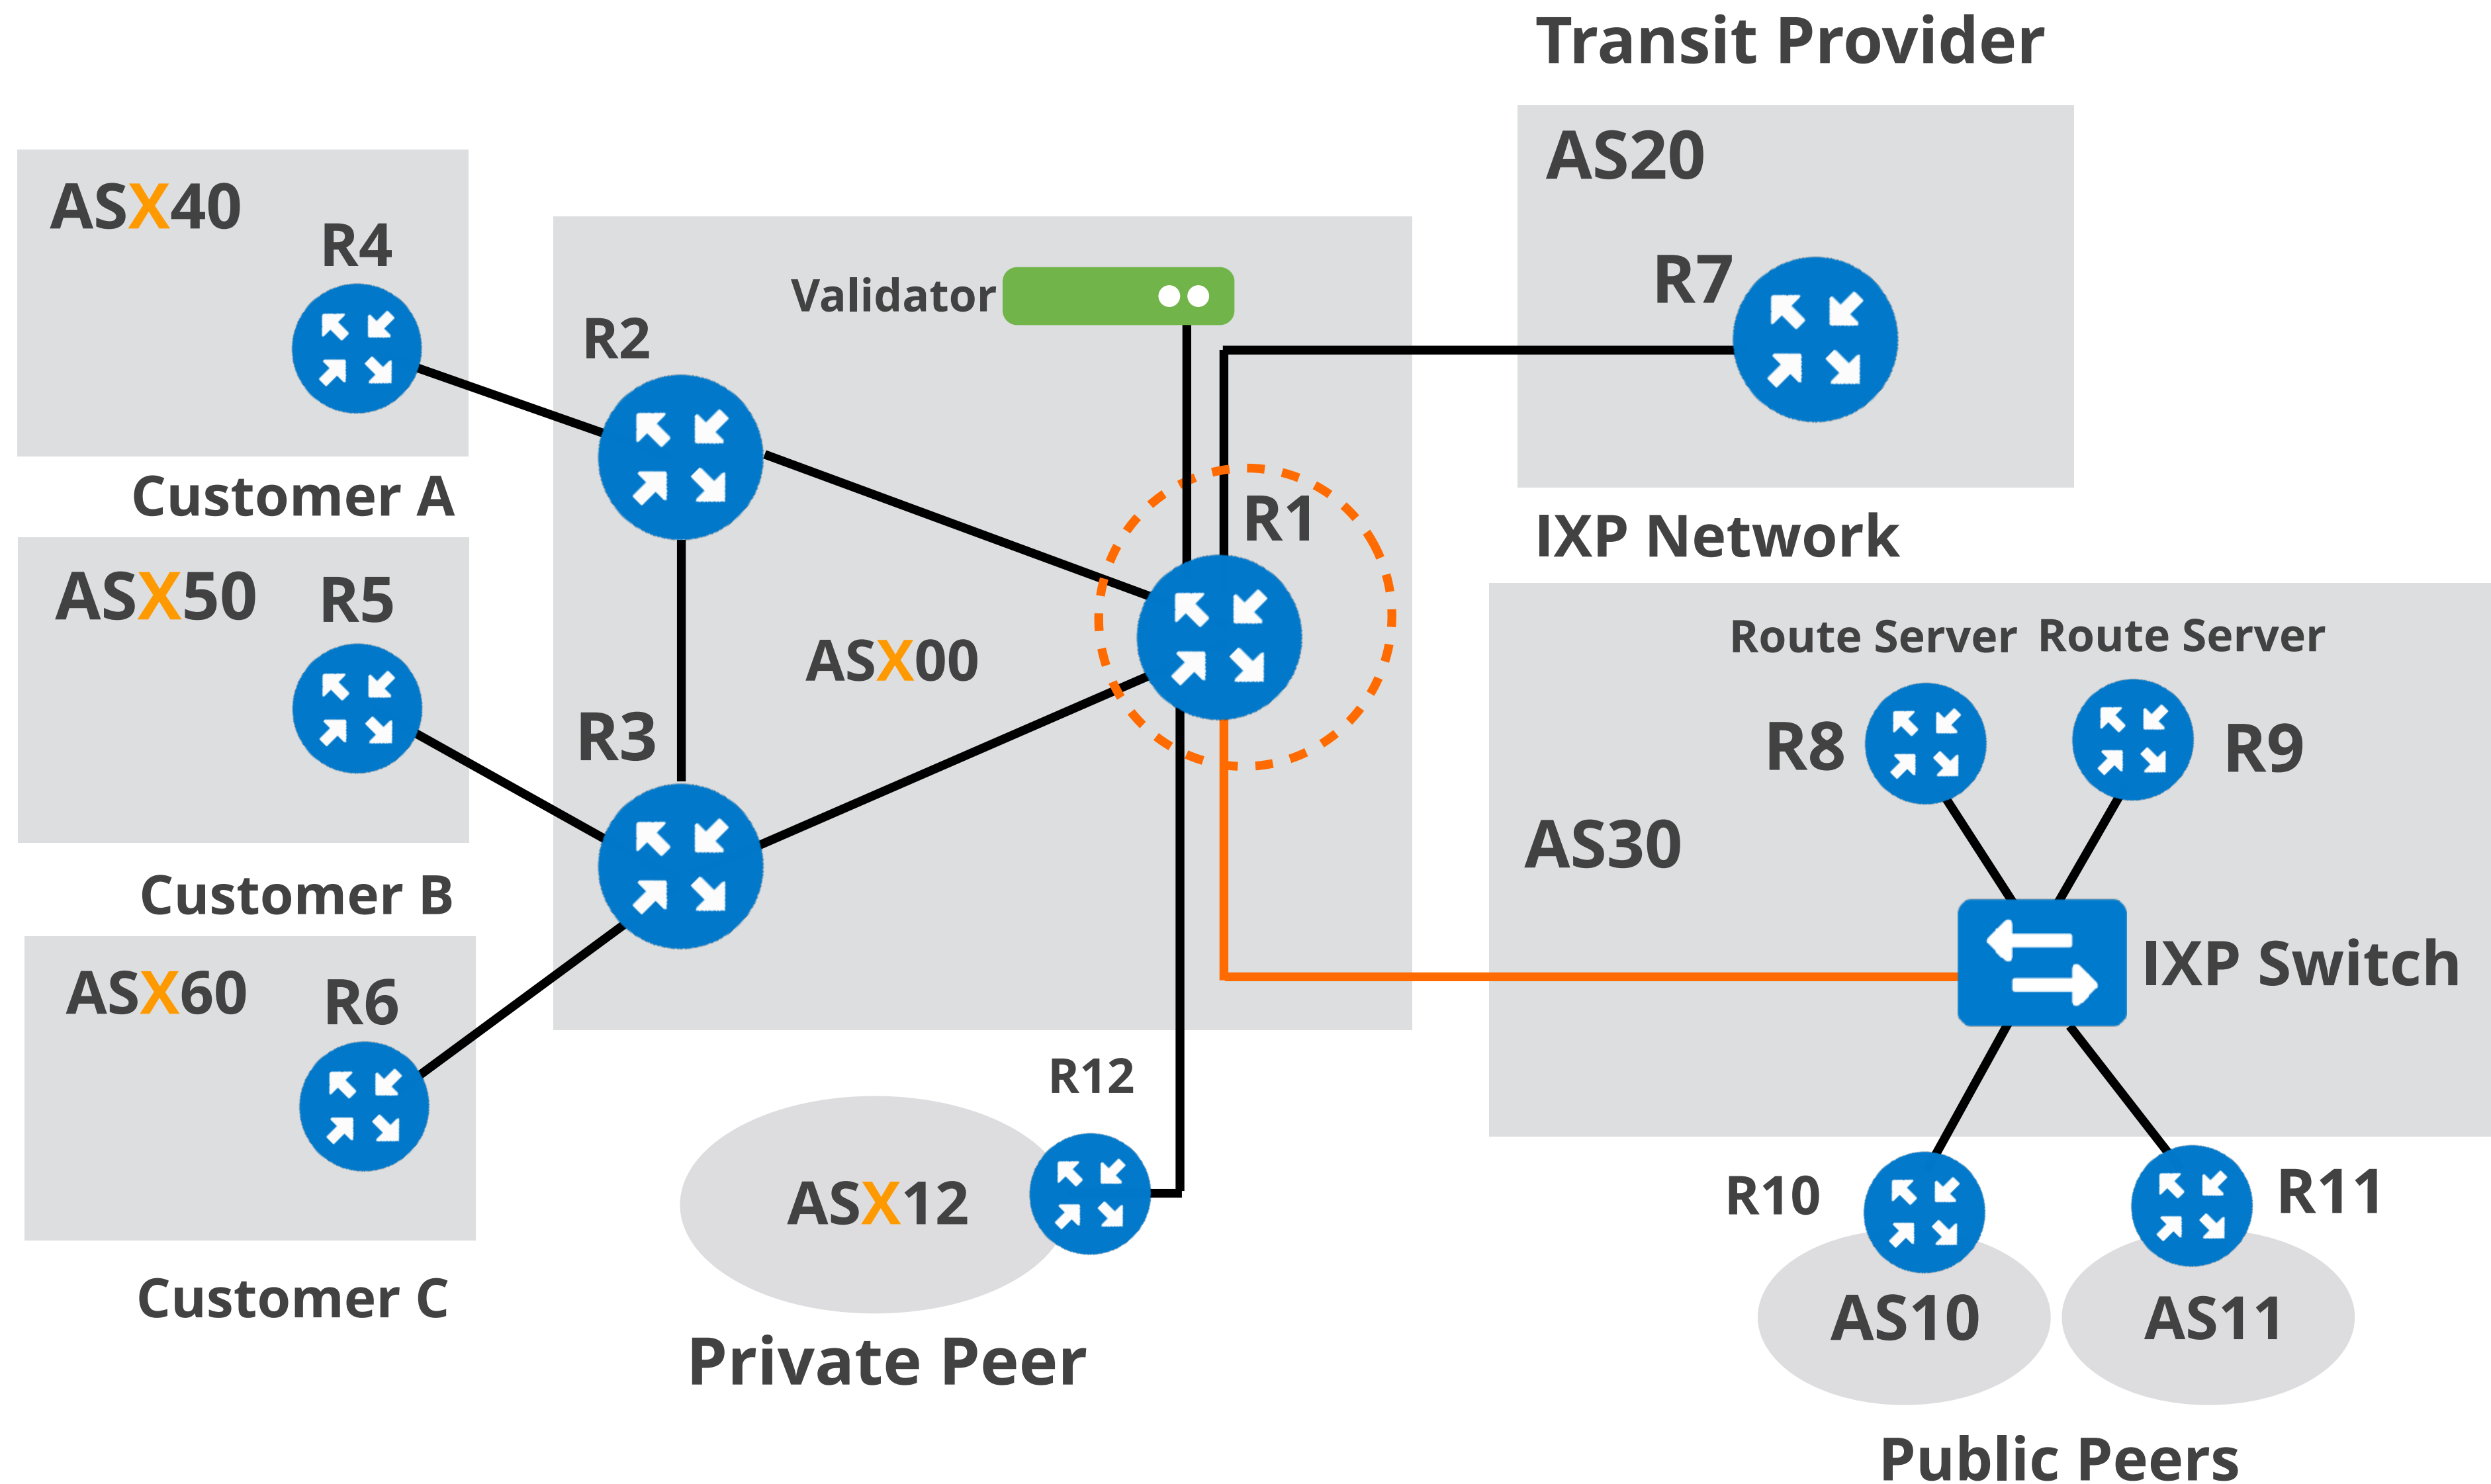 Transit Provider
AS20
R7
ASX40
R4
Customer A
Validator
R2
R1
IXP Network
ASX50
R5
Customer B
ASX00
R3
Route Server
Route Server
R8
R9
AS30
IXP Switch
ASX60
R6
Customer C
R12
ASX12
Private Peer
R10
R11
AS10
AS11
Public Peers